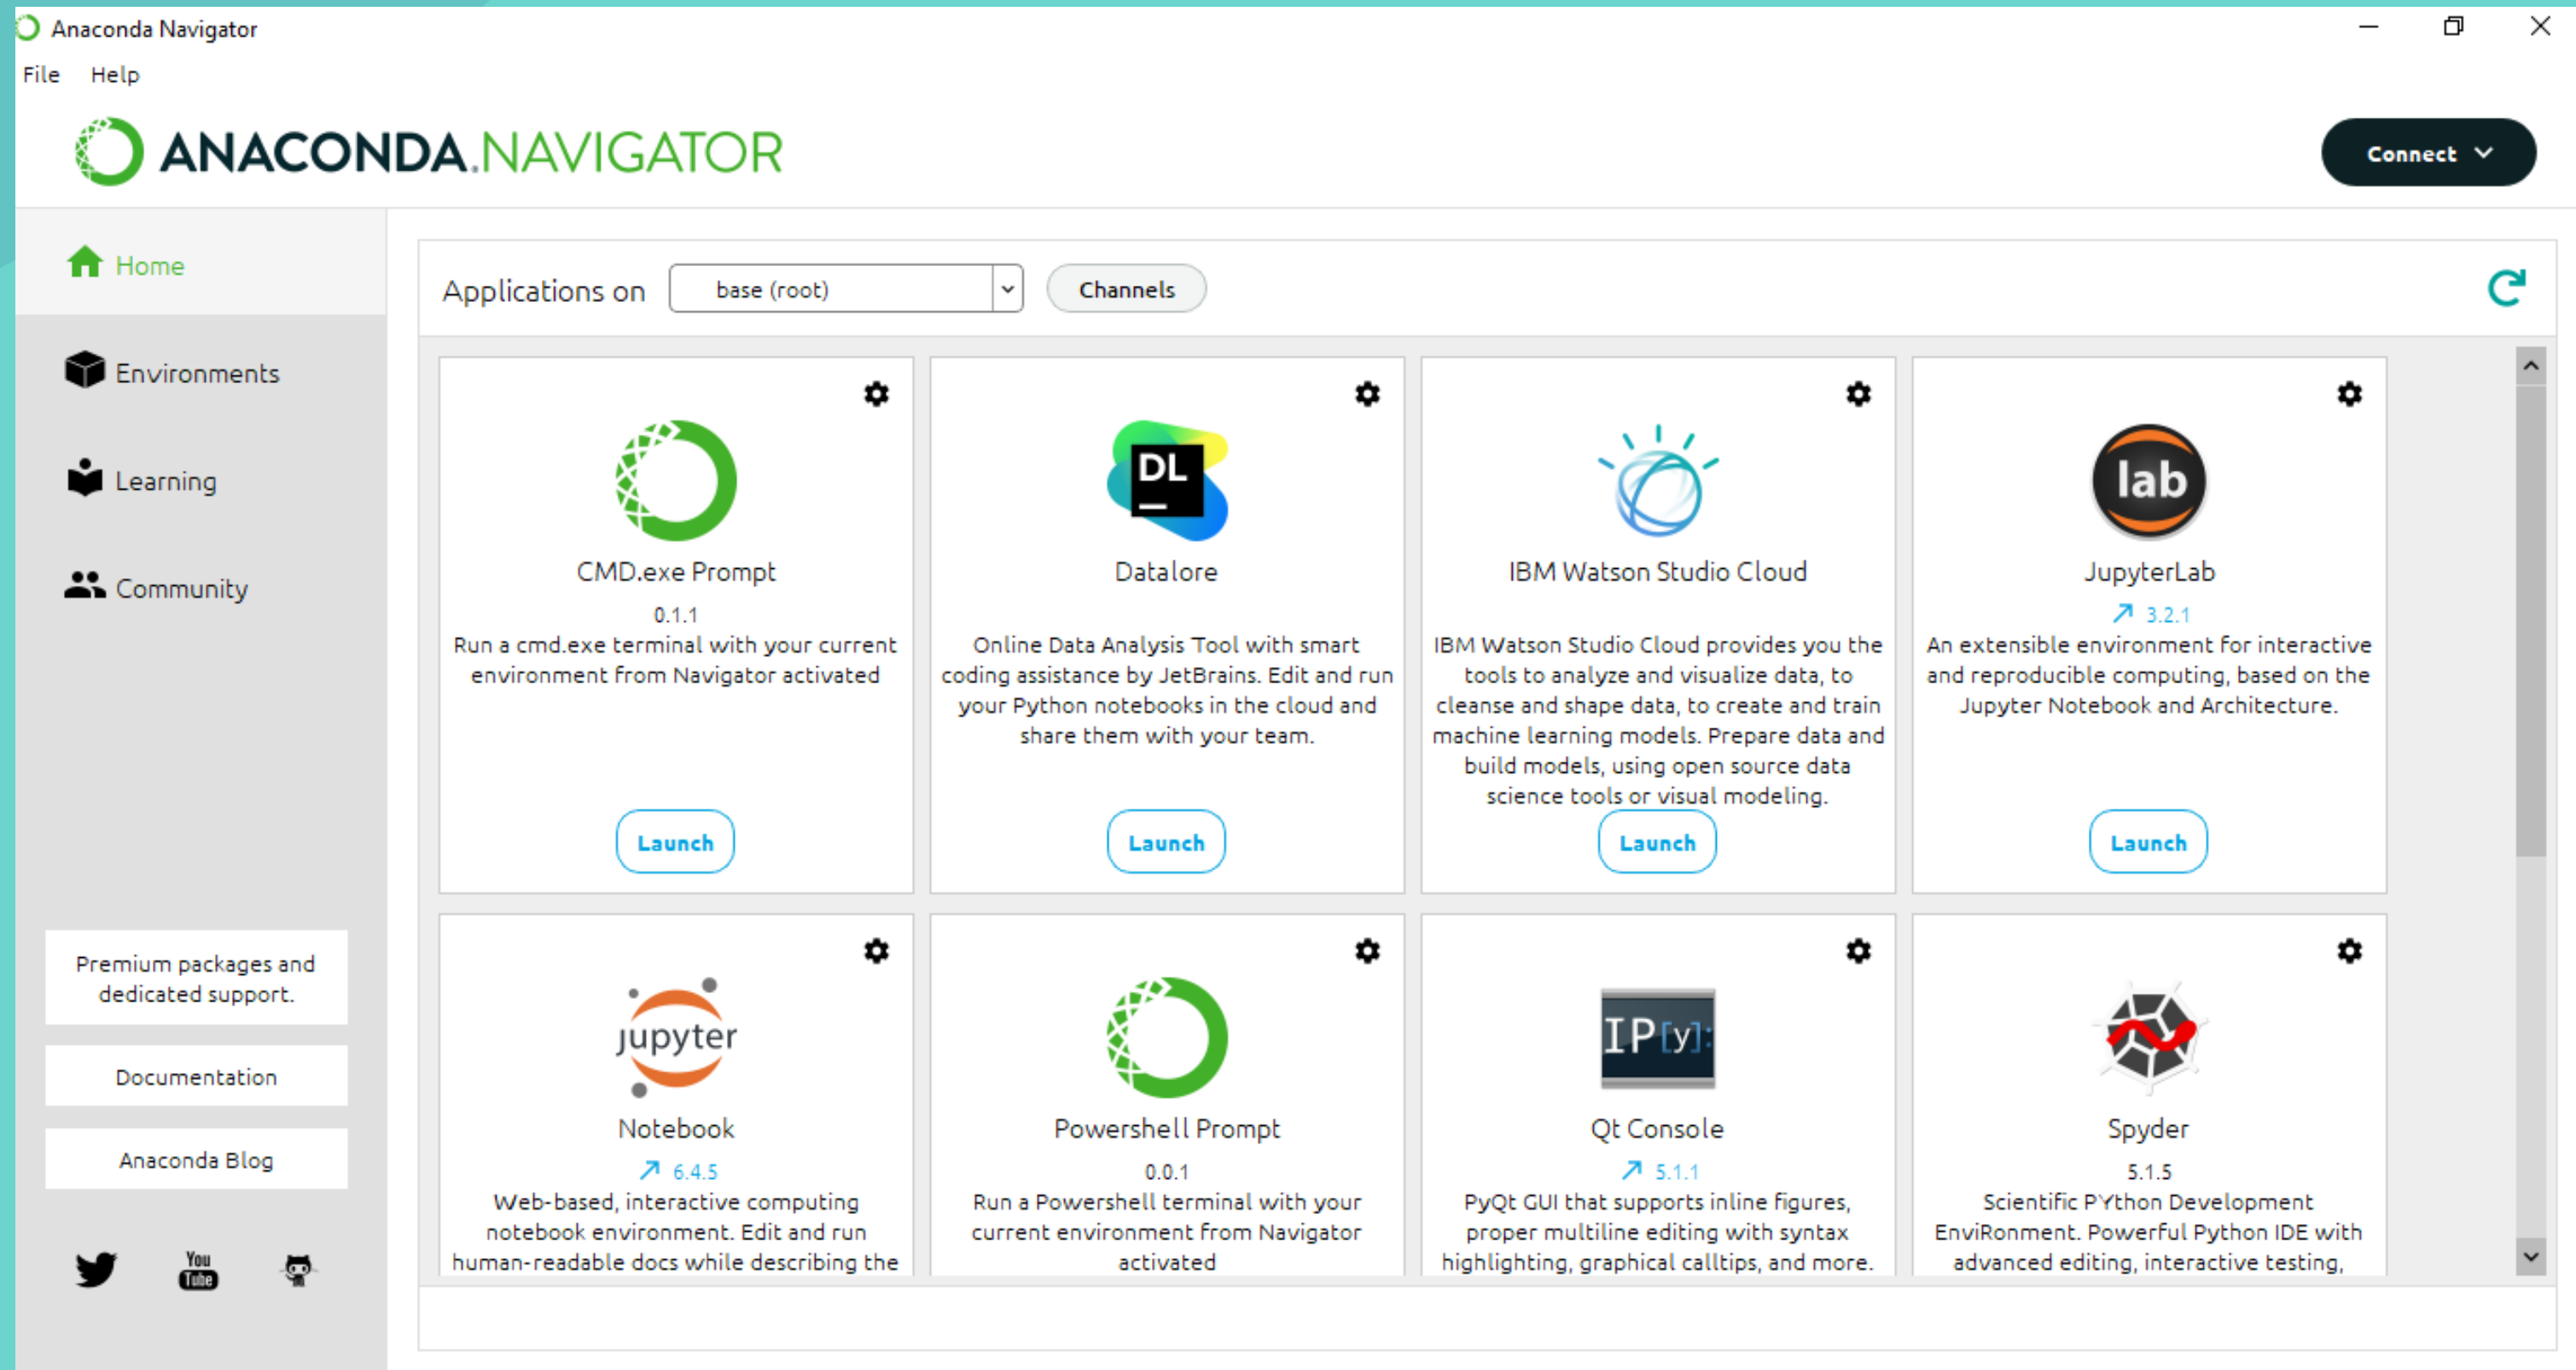 Anaconda Navigator
File Help
ANACONDA.NAVIGATOR
Connect
Home
Environments
Learning
Community
Premium packages and
dedicated support.
Documentation
Anaconda Blog
You
Tube
Applications on base (root) Channels
CMD.exe Prompt
0.1.1
Run a cmd.exe terminal with your current
environment from Navigator activated
Launch
DL
Datalore
Online Data Analysis Tool with smart
coding assistance by JetBrains. Edit and run
your Python notebooks in the cloud and
share them with your team.
Launch
IBM Watson Studio Cloud
IBM Watson Studio Cloud provides you the
tools to analyze and visualize data, to
cleanse and shape data, to create and train
machine learning models. Prepare data and
build models, using open source data
science tools or visual modeling.
Launch
lab
JupyterLab
3.2.1
An extensible environment for interactive
and reproducible computing, based on the
Jupyter Notebook and Architecture.
Launch
jupyter
Notebook
6.4.5
Web-based, interactive computing
notebook environment. Edit and run
human-readable docs while describing the
Powershell Prompt
0.0.1
Run a Powershell terminal with your
current environment from Navigator
activated
IP[y]:
Qt Console
5.1.1
PyQt GUI that supports inline figures,
proper multiline editing with syntax
highlighting, graphical calltips, and more.
Spyder
5.1.5
Scientific PYthon Development
EnviRonment. Powerful Python IDE with
advanced editing, interactive testing,